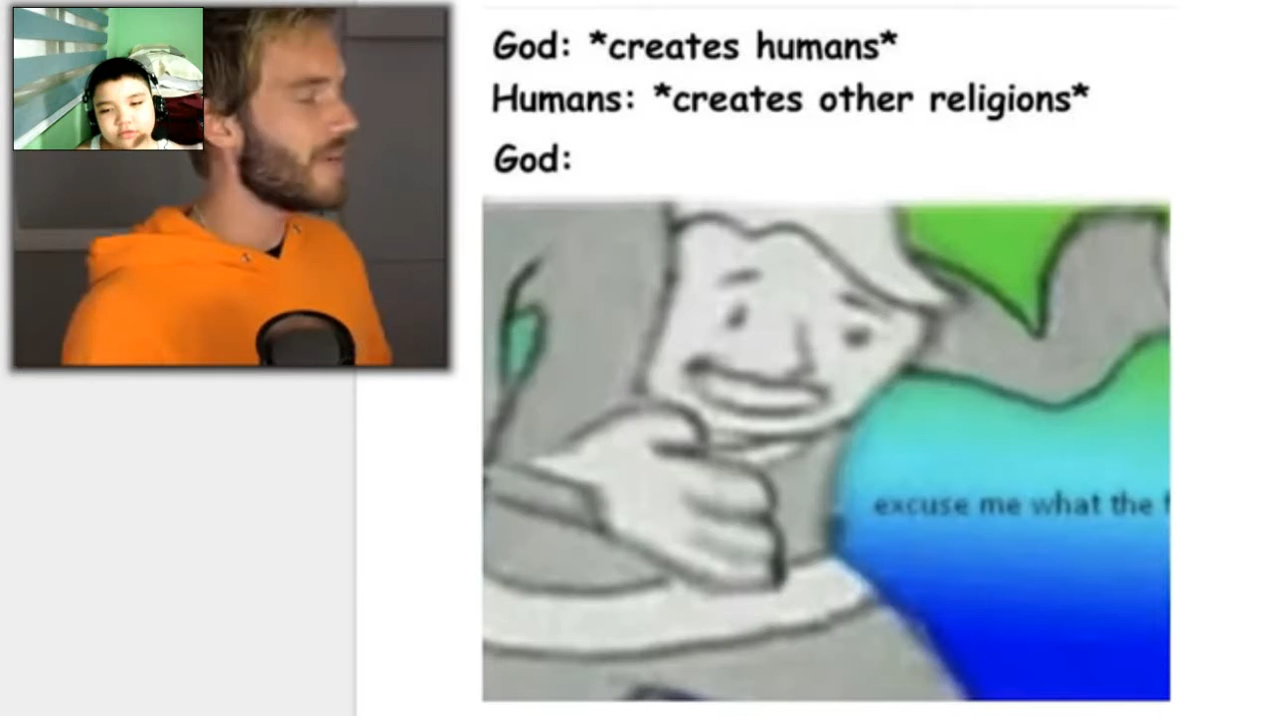 God: *creates humans*
Humans: *creates other religions*
God:
excuse me what the